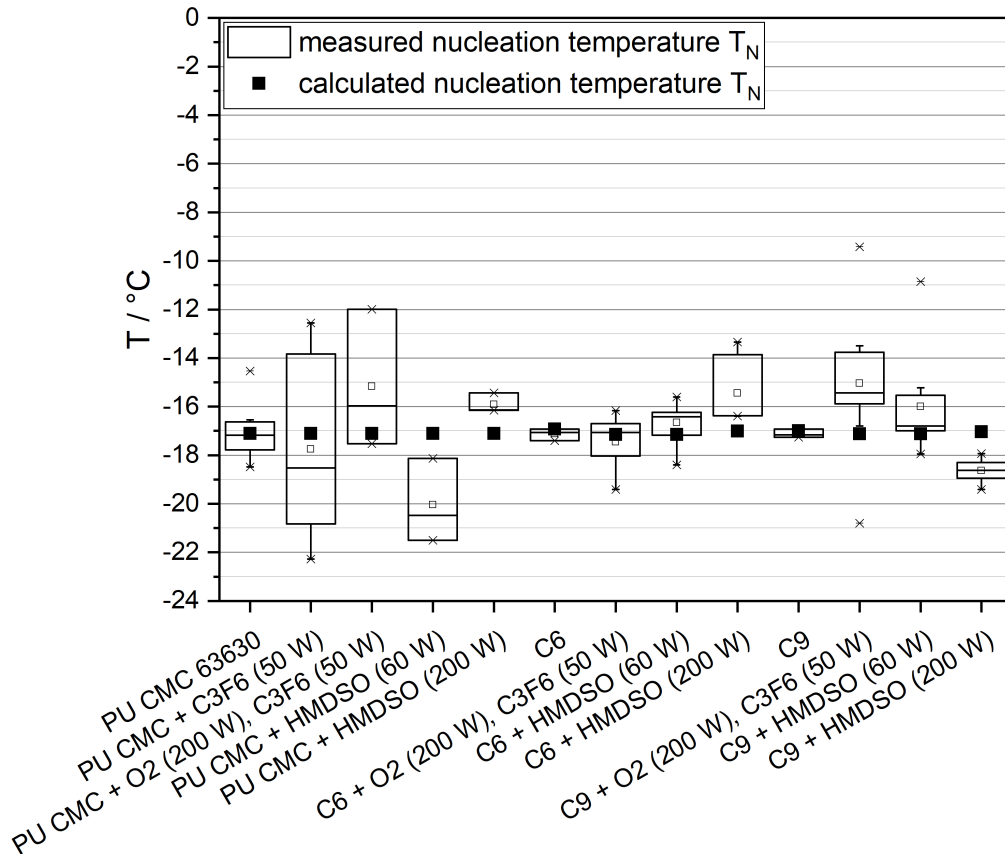 measured nucleation temperature TN
calculated nucleation temperature TN
T / °C
0
-2
-4
-6
-8
-10
-12
-14
-16
-18
-20
-22
-24
PU CMC 63630
PU CMC + C3F6 (50 W)
PU CMC + O2 (200 W), C3F6 (50 W)
PU CMC + HMDSO (60 W)
PU CMC + HMDSO (200 W)
C6
C6 + O2 (200 W), C3F6 (50 W)
C6 + HMDSO (60 W)
C6 + HMDSO (200 W)
C9
C9 + O2 (200 W), C3F6 (50 W)
C9 + HMDSO (60 W)
C9 + HMDSO (200 W)